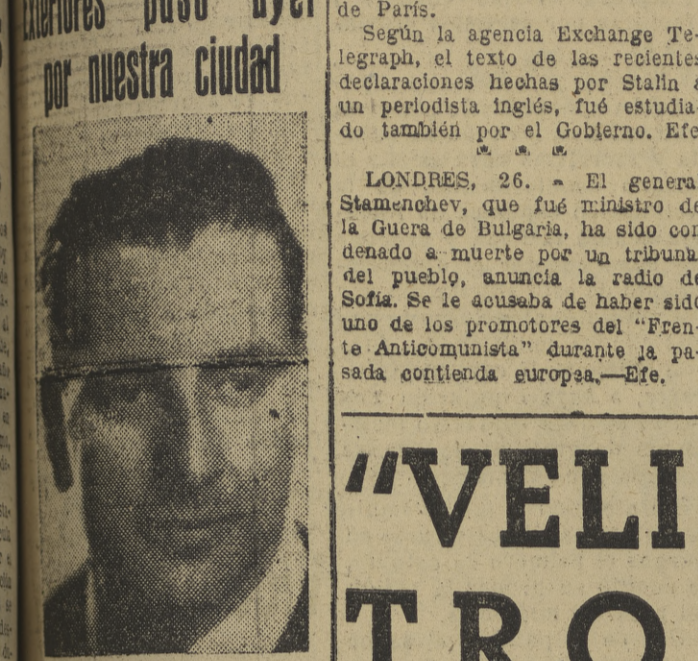 Exteriores pasó ayer
por nuestra ciudad
de París.
Según la agencia Exchange Te-
legraph, el texto de las recientes
declaraciones hechas por Stalin a
un periodista inglés, fué estudia-
do también por el Gobierno. Efe
LONDRES, 26. - El genera
Stamenchev, que fué ministro de
la Guera de Bulgaria, ha sido con
denado a muerte por un tribuna
del pueblo, anuncia la radio de
Sofía. Se le acusaba de haber sido
uno de los promotores del "Fren-
te Anticomunista" durante la pa-
sada contienda europea.—Efe.
"VELI
TRO